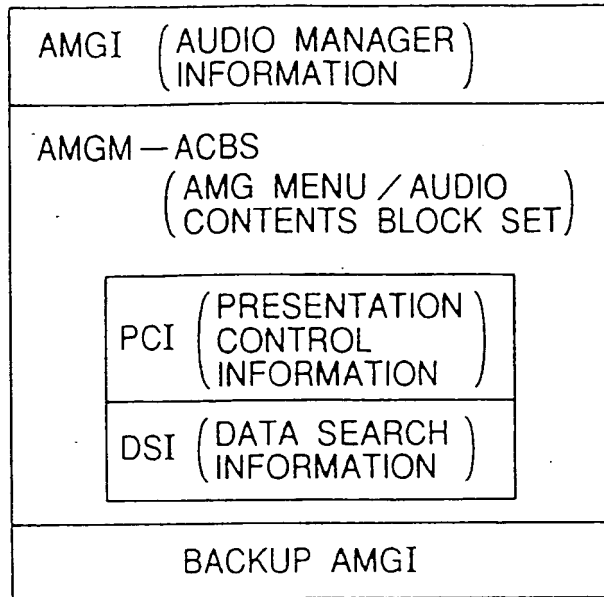 AMGI (AUDIO MANAGER
INFORMATION)
AMGM—ACBS
(AMG MENU / AUDIO
CONTENTS BLOCK SET)
PCI (PRESENTATION
CONTROL
INFORMATION)
DSI (DATA SEARCH
INFORMATION)
BACKUP AMGI